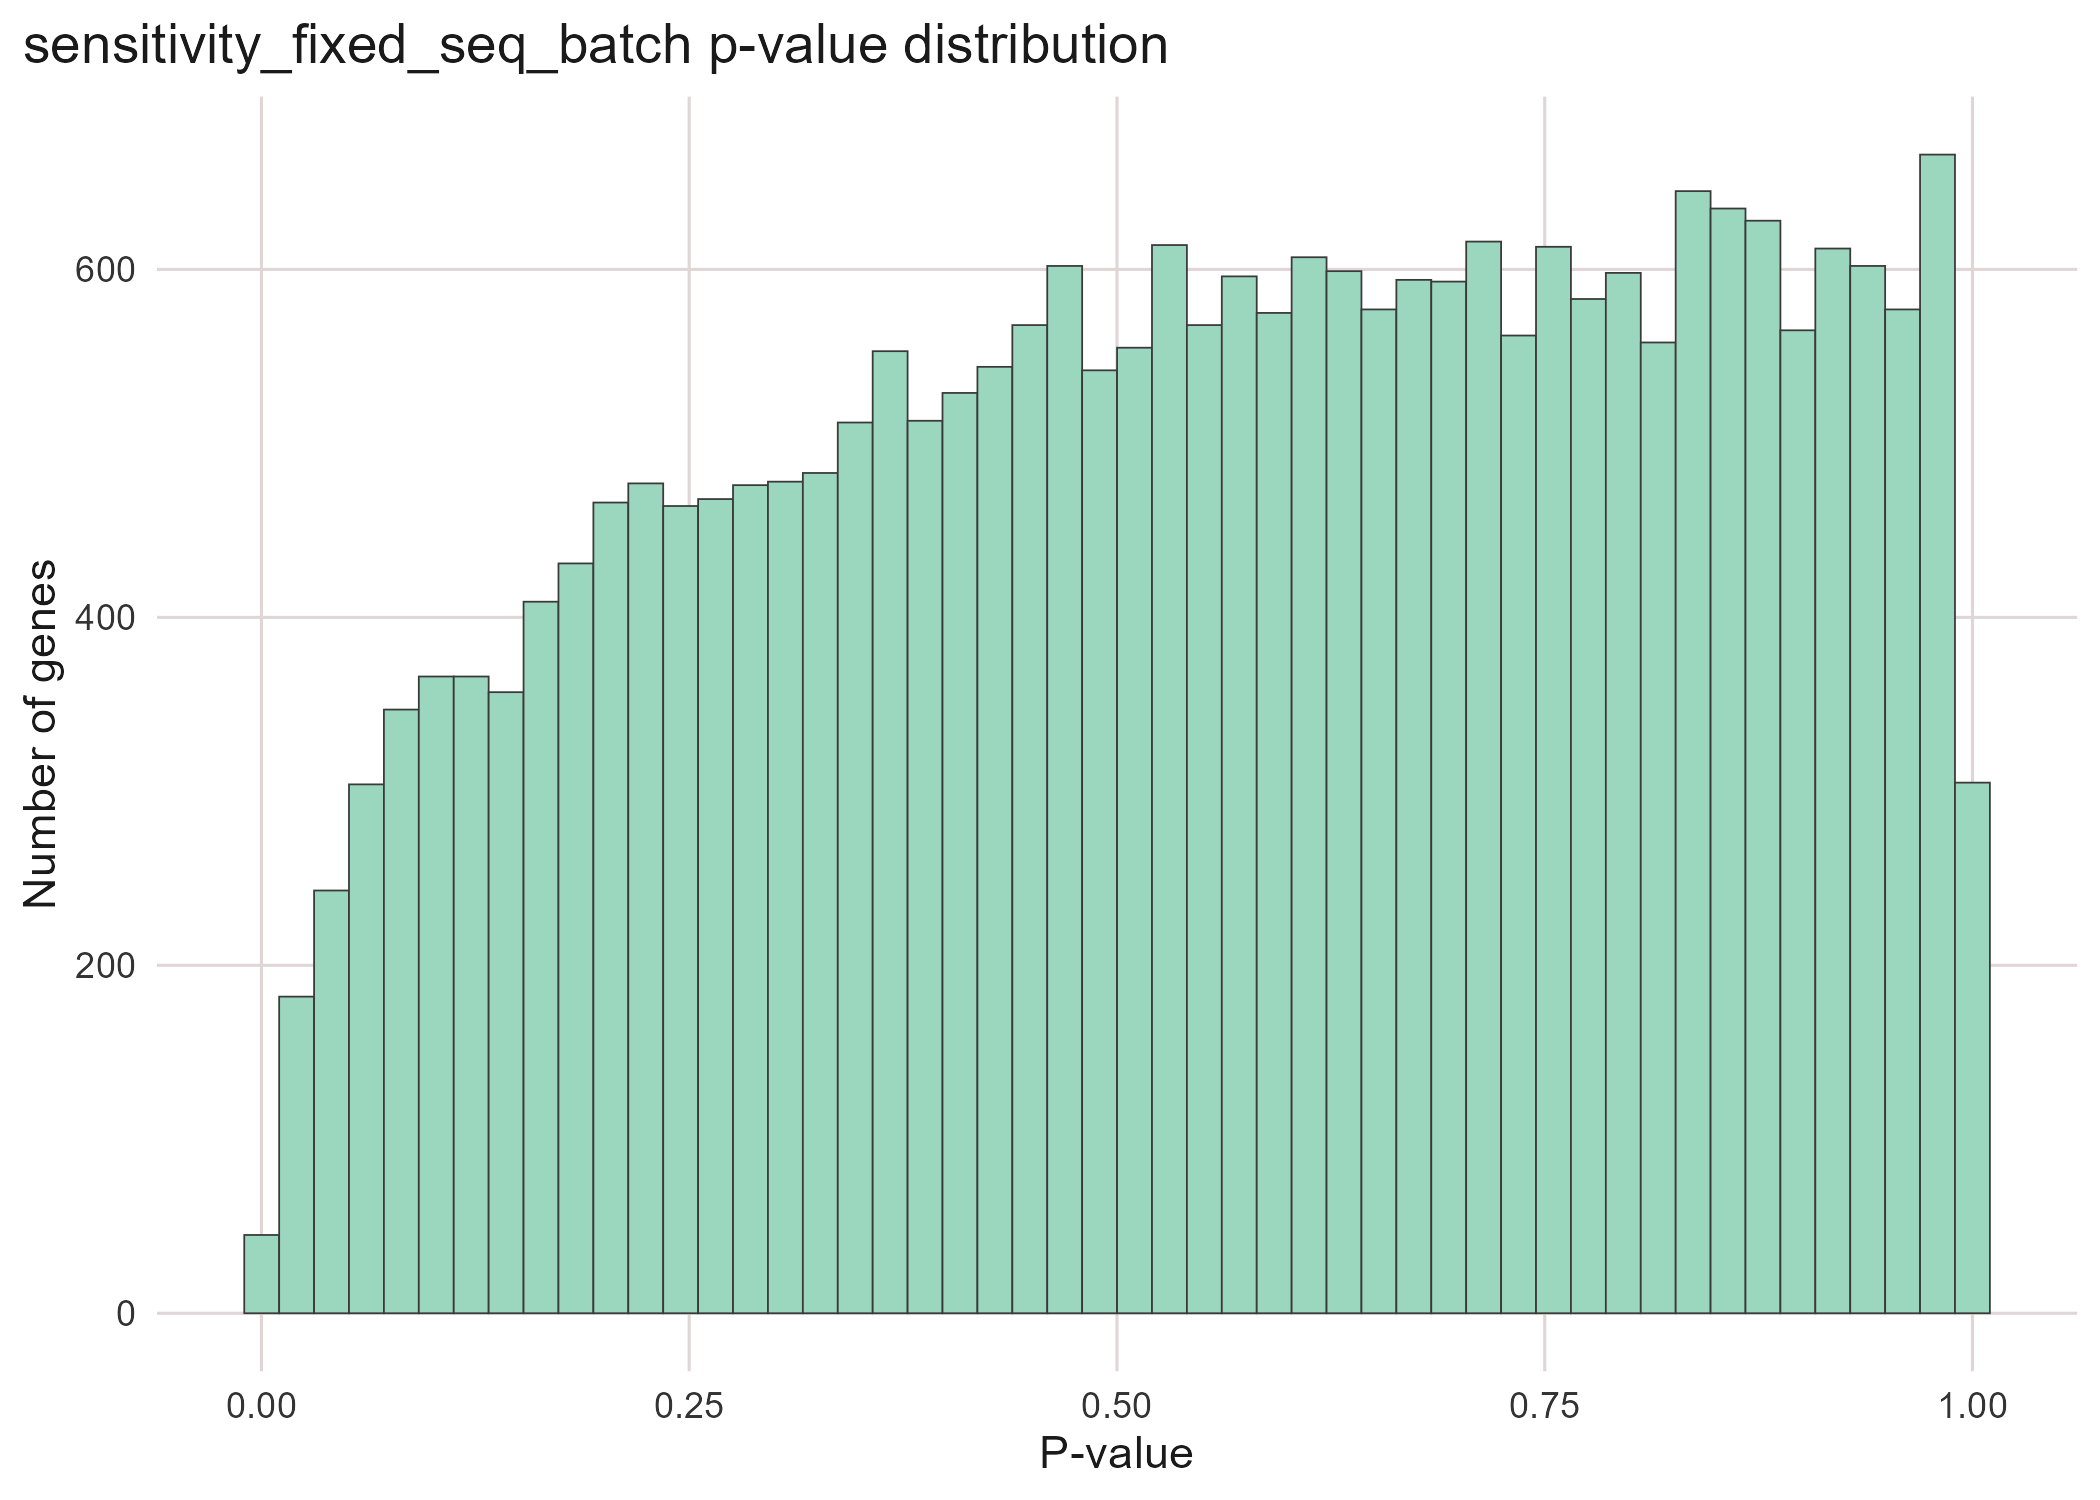 sensitivity_fixed_seq_batch p-value distribution
Number of genes
600
400
200
0
0.00 0.25 0.50 0.75 1.00
P-value